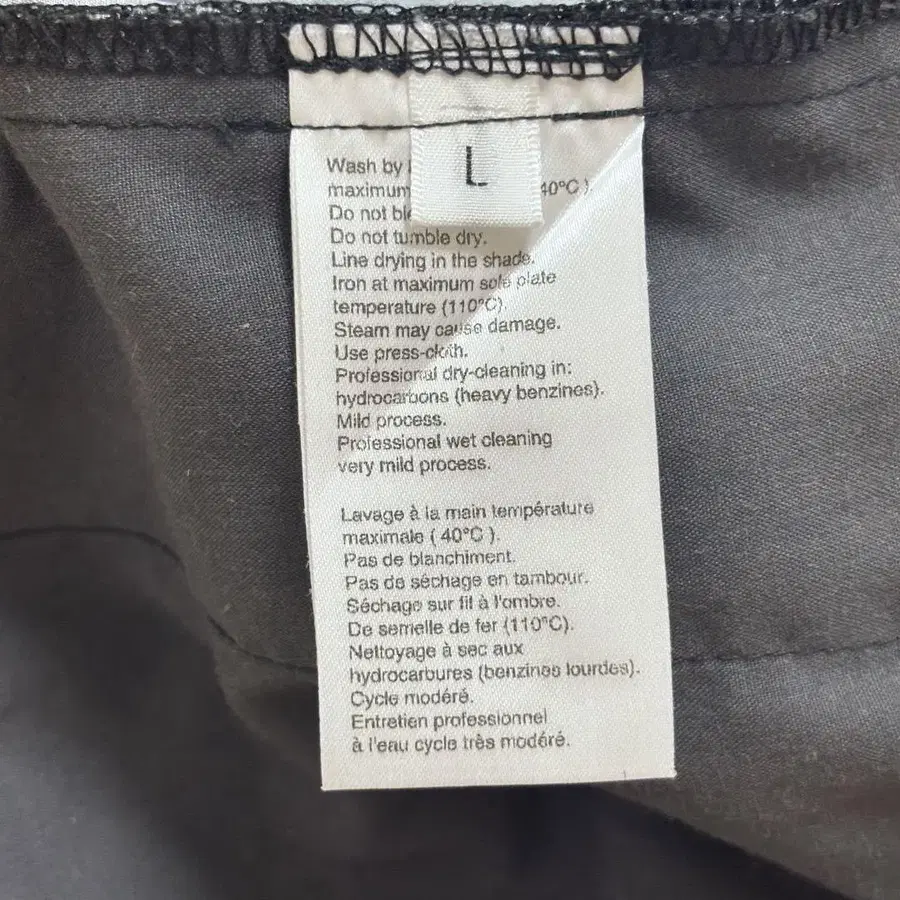 L
Wash by
maximum 40°C ).
Do not
Do not tumble dry.
Line drying in the shade.
Iron at maximum sole plate
temperature (110°C).
Steam may cause damage.
Use press-cloth.
Professional dry-cleaning in:
hydrocarbons (heavy benzines).
Mild process.
Professional wet cleaning
very mild process.
Lavage à la main température
maximale ( 40°C ).
Pas de blanchiment.
Pas de séchage en tambour.
Séchage sur fil à l'ombre.
De semelle de fer (110°C).
Nettoyage à sec aux
hydrocarbures (benzines lourdes).
Cycle modéré.
Entretien professionnel
à l'eau cycle très modéré.